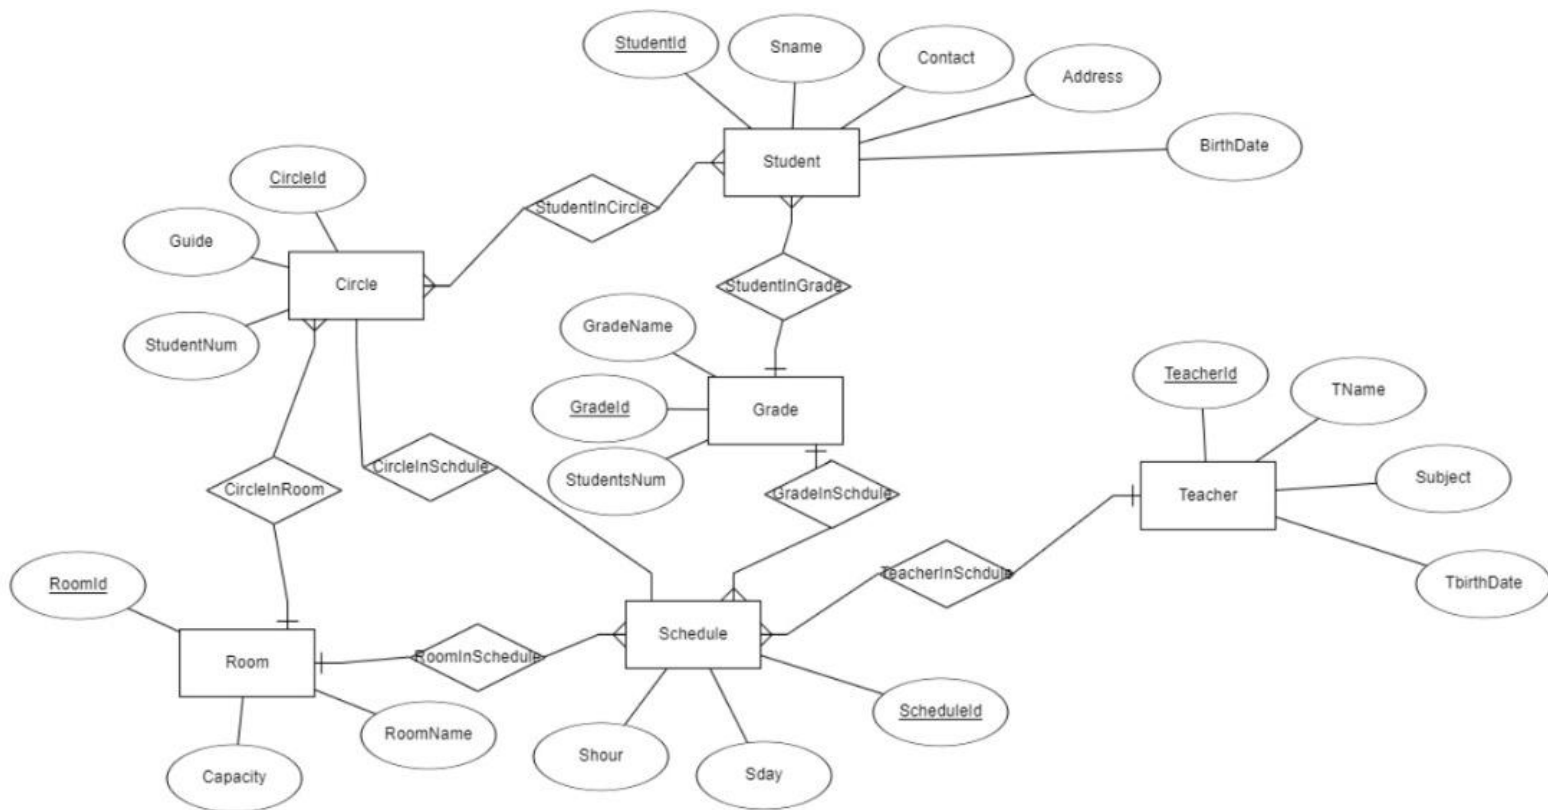 StudentId
Sname
Contact
Address
BirthDate
Student
CircleId
StudentInCircle
Guide
Circle
StudentInGrade
StudentNum
GradeName
TeacherId
TName
GradeId
Grade
CircleInSchdule
StudentsNum
GradeInSchdule
Subject
CircleInRoom
Teacher
TeacherInSchdule
TbirthDate
RoomId
Schedule
Room
RoomInSchedule
ScheduleId
RoomName
Shour
Sday
Capacity